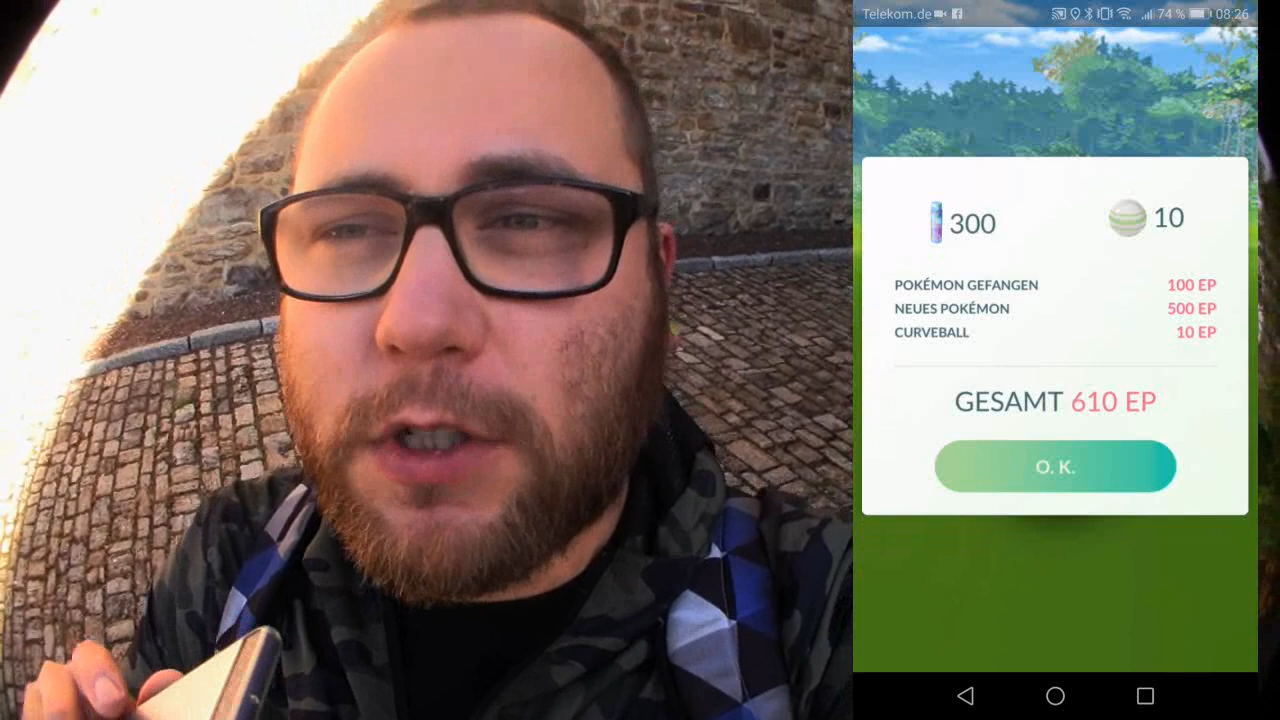 Telekom.de 74 % 08:26
300 10
POKÉMON GEFANGEN 100 EP
NEUES POKÉMON 500 EP
CURVEBALL 10 EP
GESAMT 610 EP
O. K.